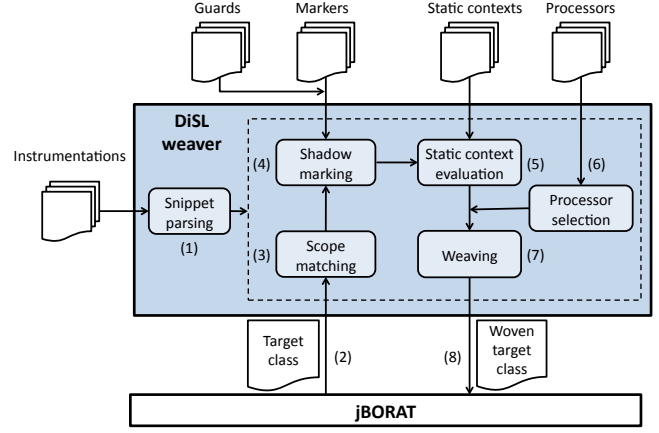 Guards
Markers
Static contexts
Processors
DiSL
weaver
Instrumentations
(4)
Shadow
marking
Static context
evaluation
(5)
(6)
Snippet
parsing
(1)
Processor
selection
(3)
Scope
matching
Weaving
(7)
Target
class
(2)
(8)
Woven
target
class
jBORAT